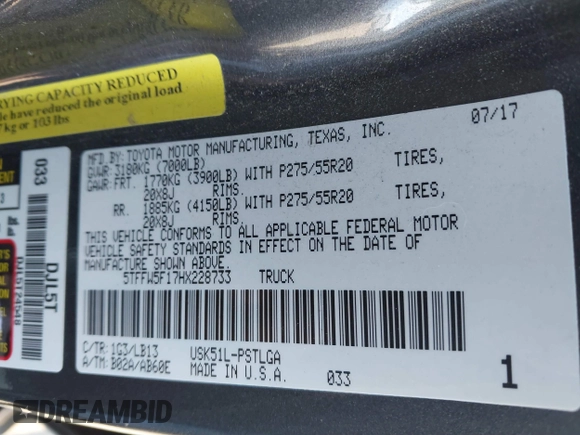 RYING CAPACITY REDUCED
le have reduced the original load
7 kg or 103 lbs
MFD. BY: TOYOTA MOTOR MANUFACTURING, TEXAS, INC. 07/17
GVWR: 3180KG (7000LB)
GAWR: FRT. 1770KG (3900LB) WITH P275/55R20 TIRES,
20X8J RIMS.
RR. 1885KG (4150LB) WITH P275/55R20 TIRES,
20X8J RIMS.
THIS VEHICLE CONFORMS TO ALL APPLICABLE FEDERAL MOTOR
VEHICLE SAFETY STANDARDS IN EFFECT ON THE DATE OF
MANUFACTURE SHOWN ABOVE.
5TFFW5F17HX228733 TRUCK
C/TR: 1G3/LB13 USK51L-PSTLGA
A/TM: B02A/AB60E MADE IN U.S.A. 033 1
033
DJL5T
DREAMBID